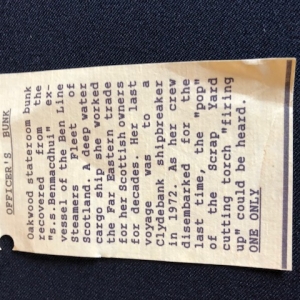 OFFICER'S BUNK
Oakwood stateroom bunk
recovered from the
"s.s.Benmacdhui" ex-
vessel of the Ben Line
Steamers Fleet of
Scotland. A deep water
cargo ship she worked
the Far Eastern trade
for her Scottish owners
for decades. Her last
voyage was to a
Clydebank shipbreaker
in 1972. As her crew
disembarked for the
last time, the "pop"
of the Scrap Yard
cutting torch "firing
up" could be heard.
ONE ONLY